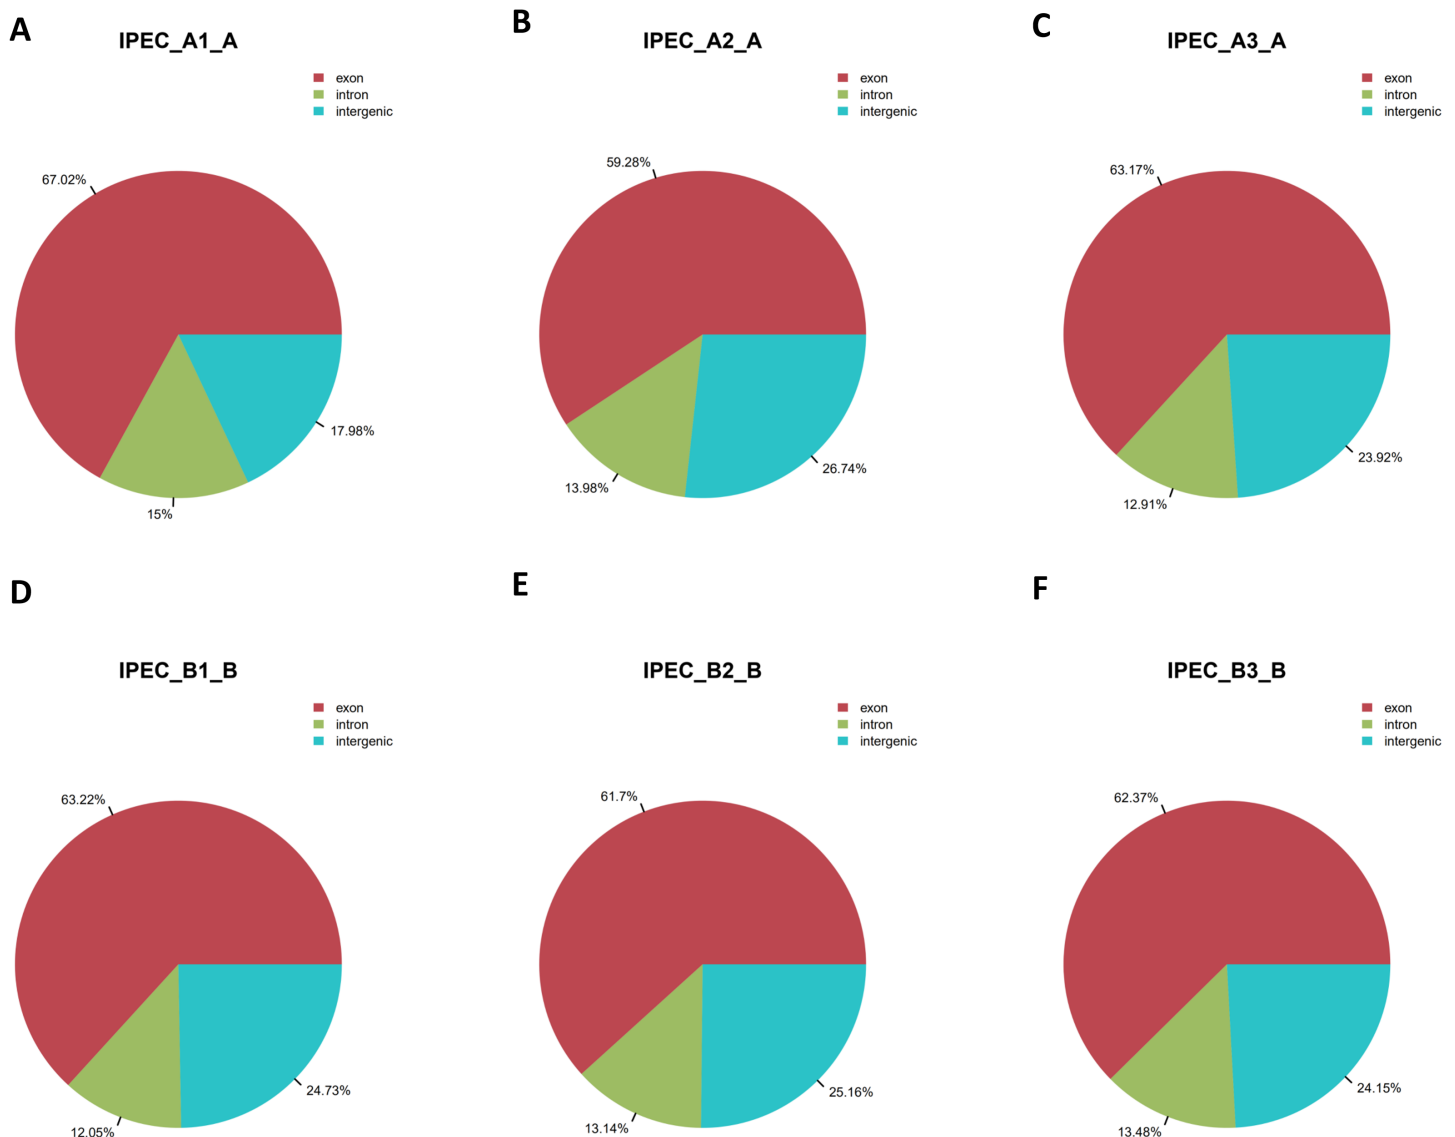 A
IPEC_A1_A
exon
intron
intergenic
67.02%
17.98%
15%
B
IPEC_A2_A
exon
intron
intergenic
59.28%
26.74%
13.98%
C
IPEC_A3_A
exon
intron
intergenic
63.17%
23.92%
12.91%
D
IPEC_B1_B
exon
intron
intergenic
63.22%
24.73%
12.05%
E
IPEC_B2_B
exon
intron
intergenic
61.7%
25.16%
13.14%
F
IPEC_B3_B
exon
intron
intergenic
62.37%
24.15%
13.48%